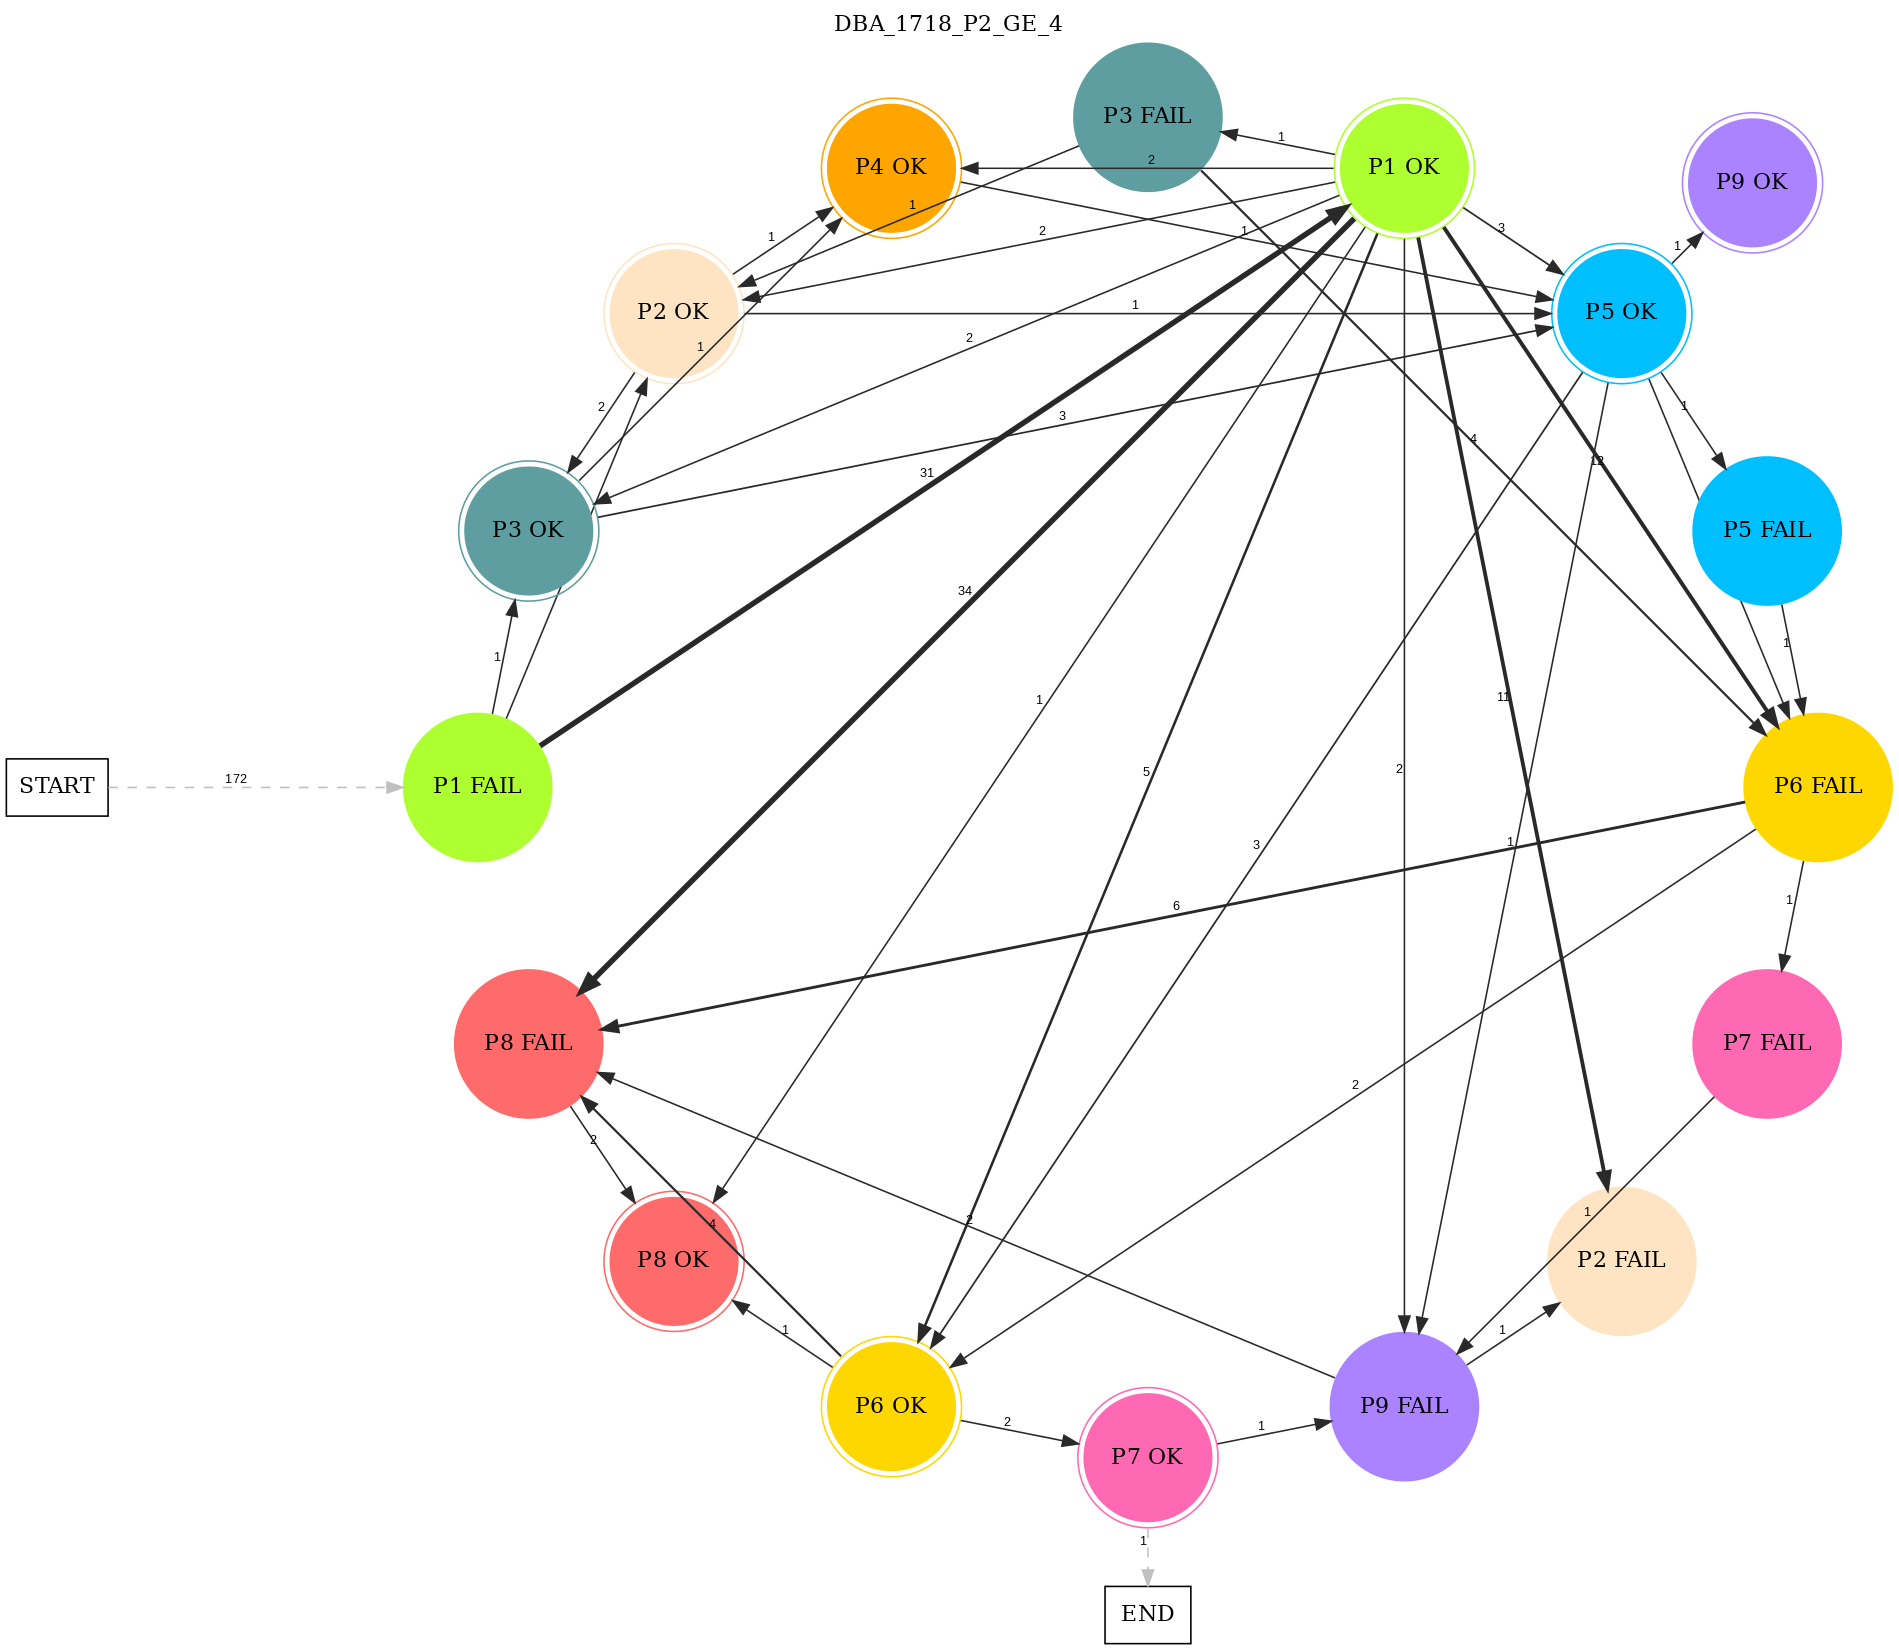 DBA_1718_P2_GE_4
P3 FAIL
P4 OK
P1 OK
P9 OK
1
2
1
1
2
1
3
1
P2 OK
P5 OK
1
2
1
2
3
1
4
12
31
P3 OK
P5 FAIL
34
1
1
1
11
5
2
START
172
P1 FAIL
P6 FAIL
3
1
6
1
P8 FAIL
P7 FAIL
2
2
4
2
1
P8 OK
P2 FAIL
1
1
P6 OK
P9 FAIL
2
1
P7 OK
1
END